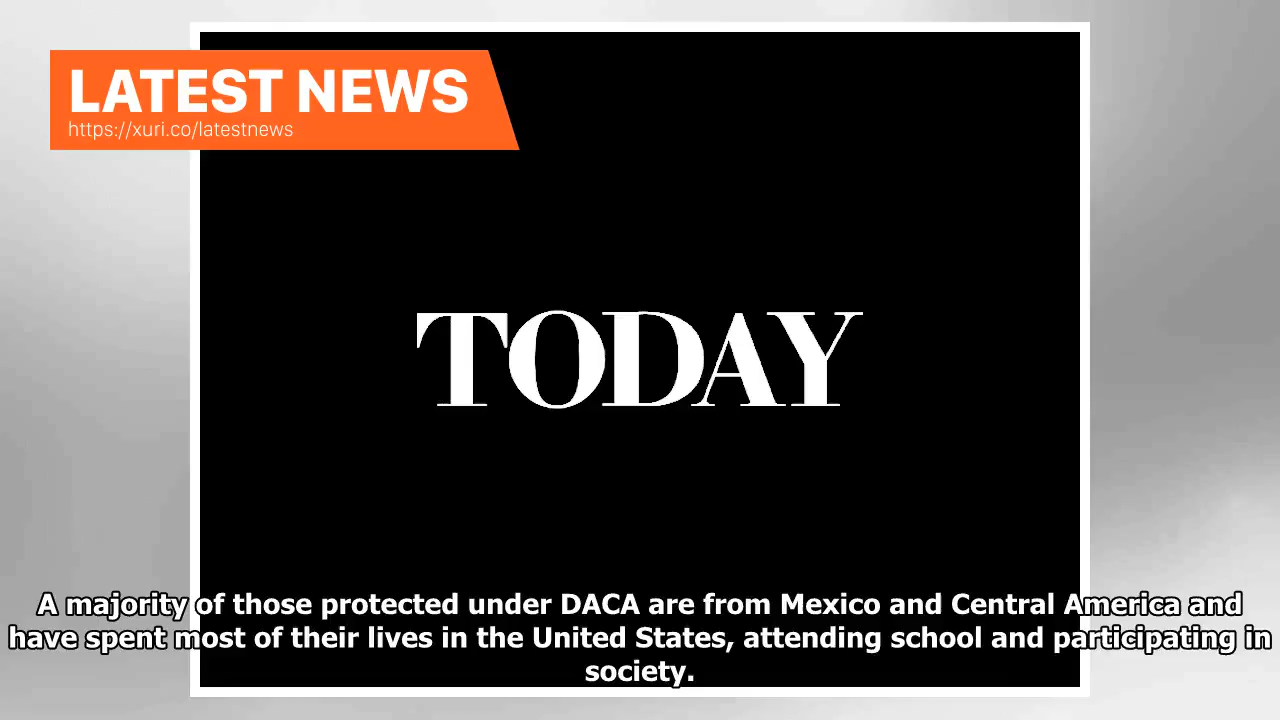 LATEST NEWS
https://xuri.co/latestnews
TODAY
A majority of those protected under DACA are from Mexico and Central America and
have spent most of their lives in the United States, attending school and participating in
society.